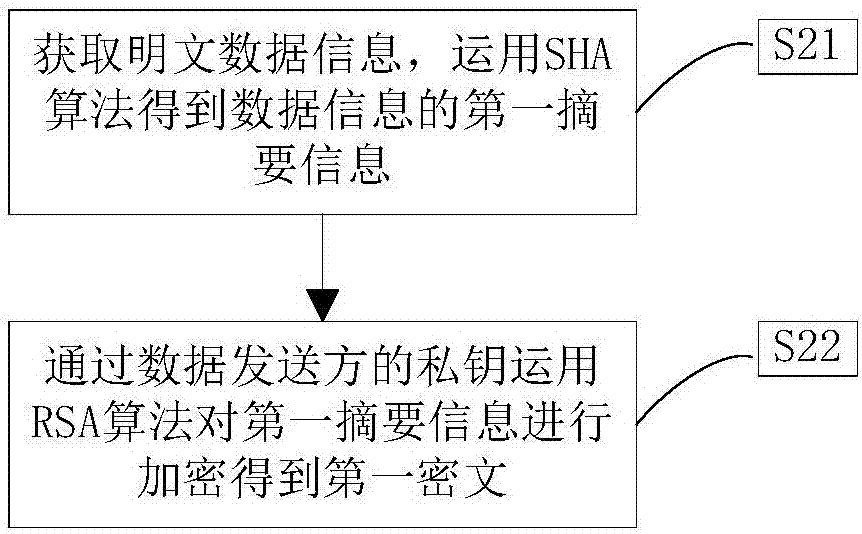 获取明文数据信息，运用SHA
算法得到数据信息的第一摘
要信息
S21
通过数据发送方的私钥运用
RSA算法对第一摘要信息进行
加密得到第一密文
S22